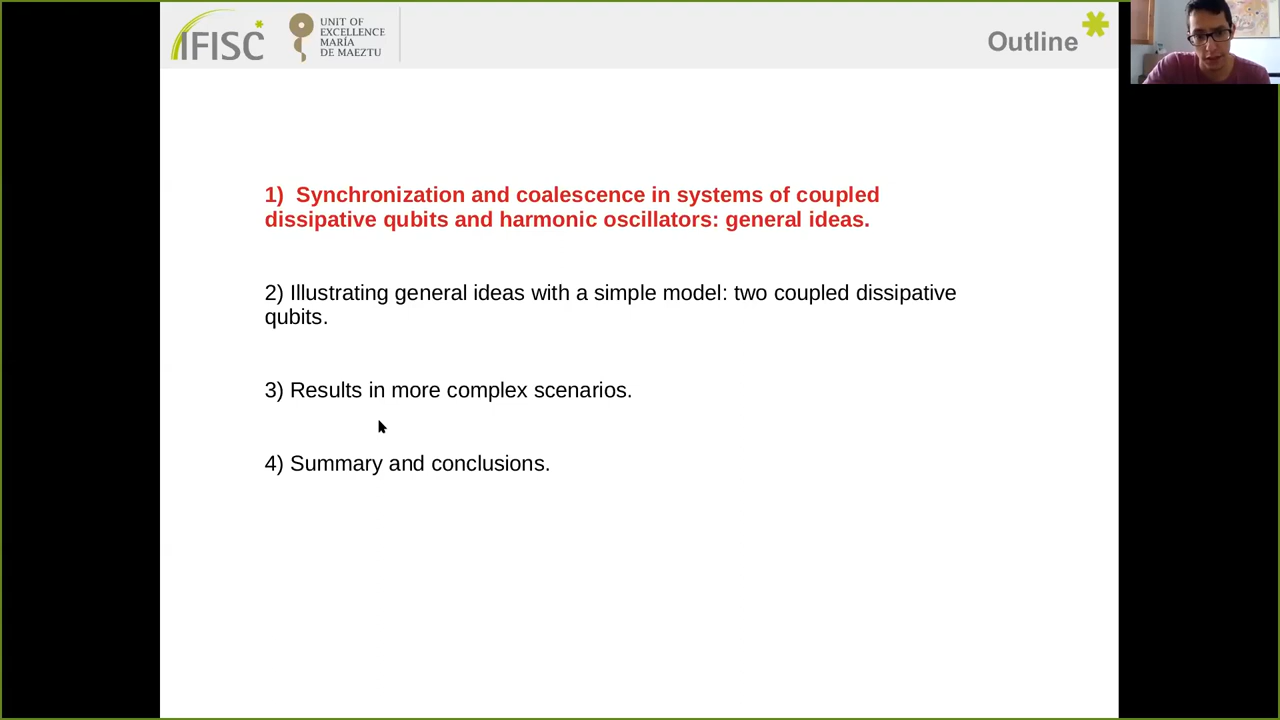 IFISC
UNIT OF
EXCELLENCE
MARÍA
DE MAEZTU
Outline
1) Synchronization and coalescence in systems of coupled
dissipative qubits and harmonic oscillators: general ideas.
2) Illustrating general ideas with a simple model: two coupled dissipative
qubits.
3) Results in more complex scenarios.
4) Summary and conclusions.